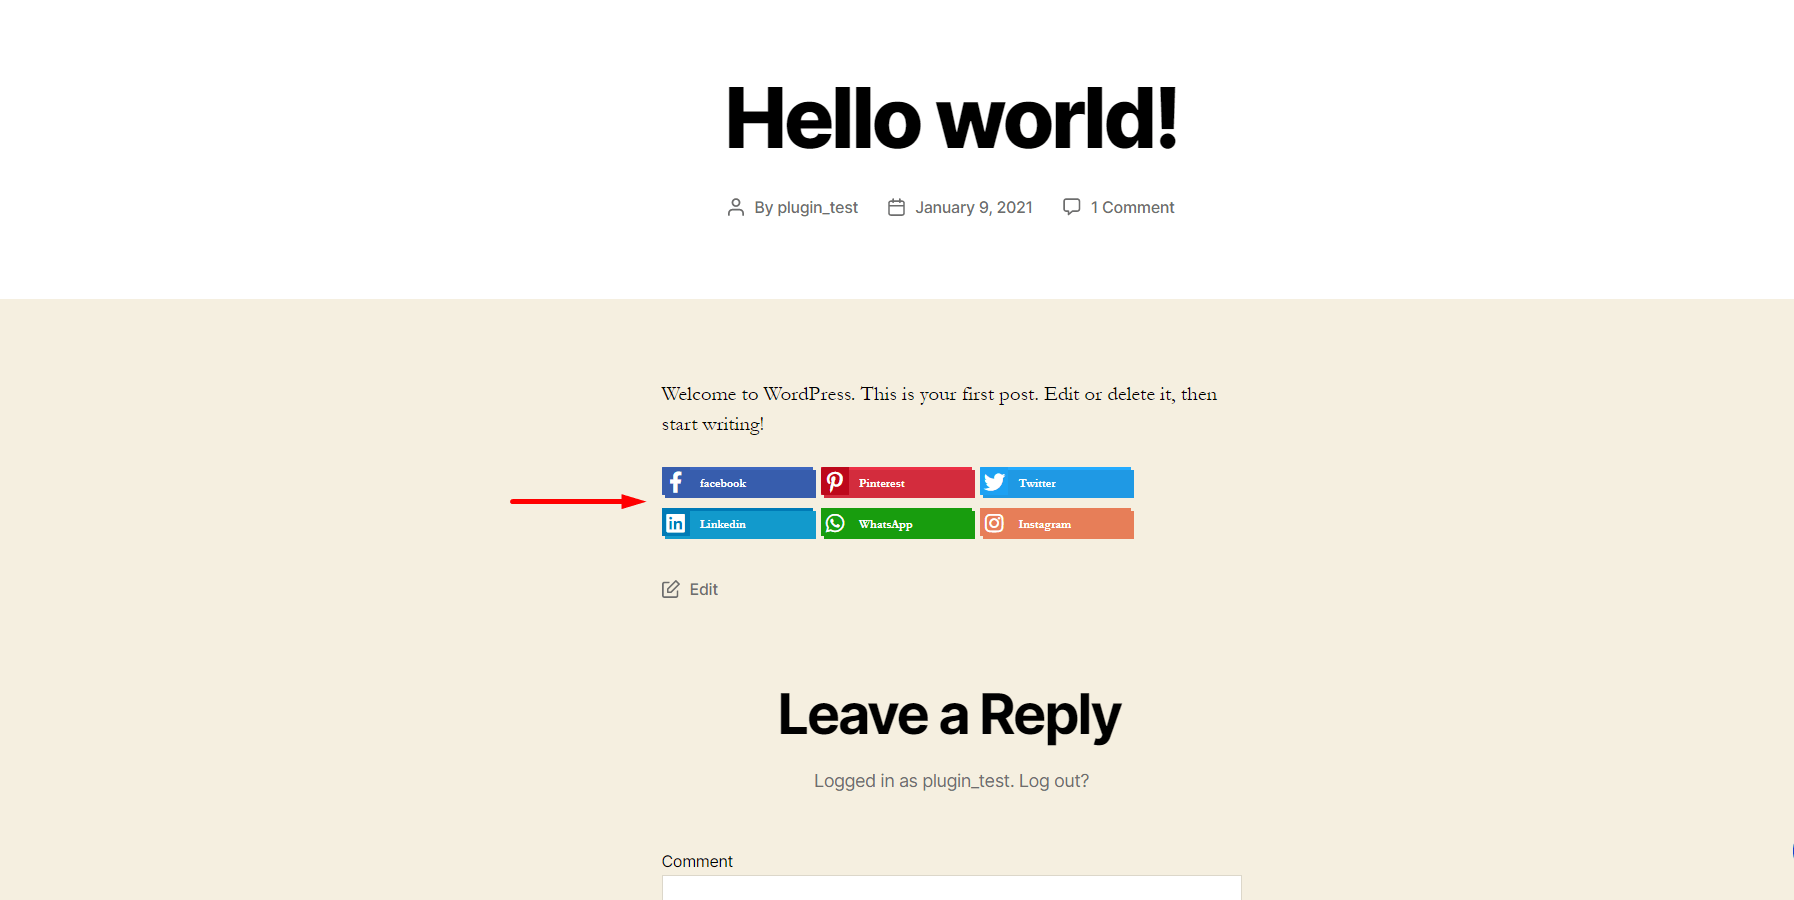 Hello world!
By plugin_test January 9, 2021 1 Comment
Welcome to WordPress. This is your first post. Edit or delete it, then
start writing!
facebook Pinterest Twitter
Linkedin WhatsApp Instagram
Edit
Leave a Reply
Logged in as plugin_test. Log out?
Comment